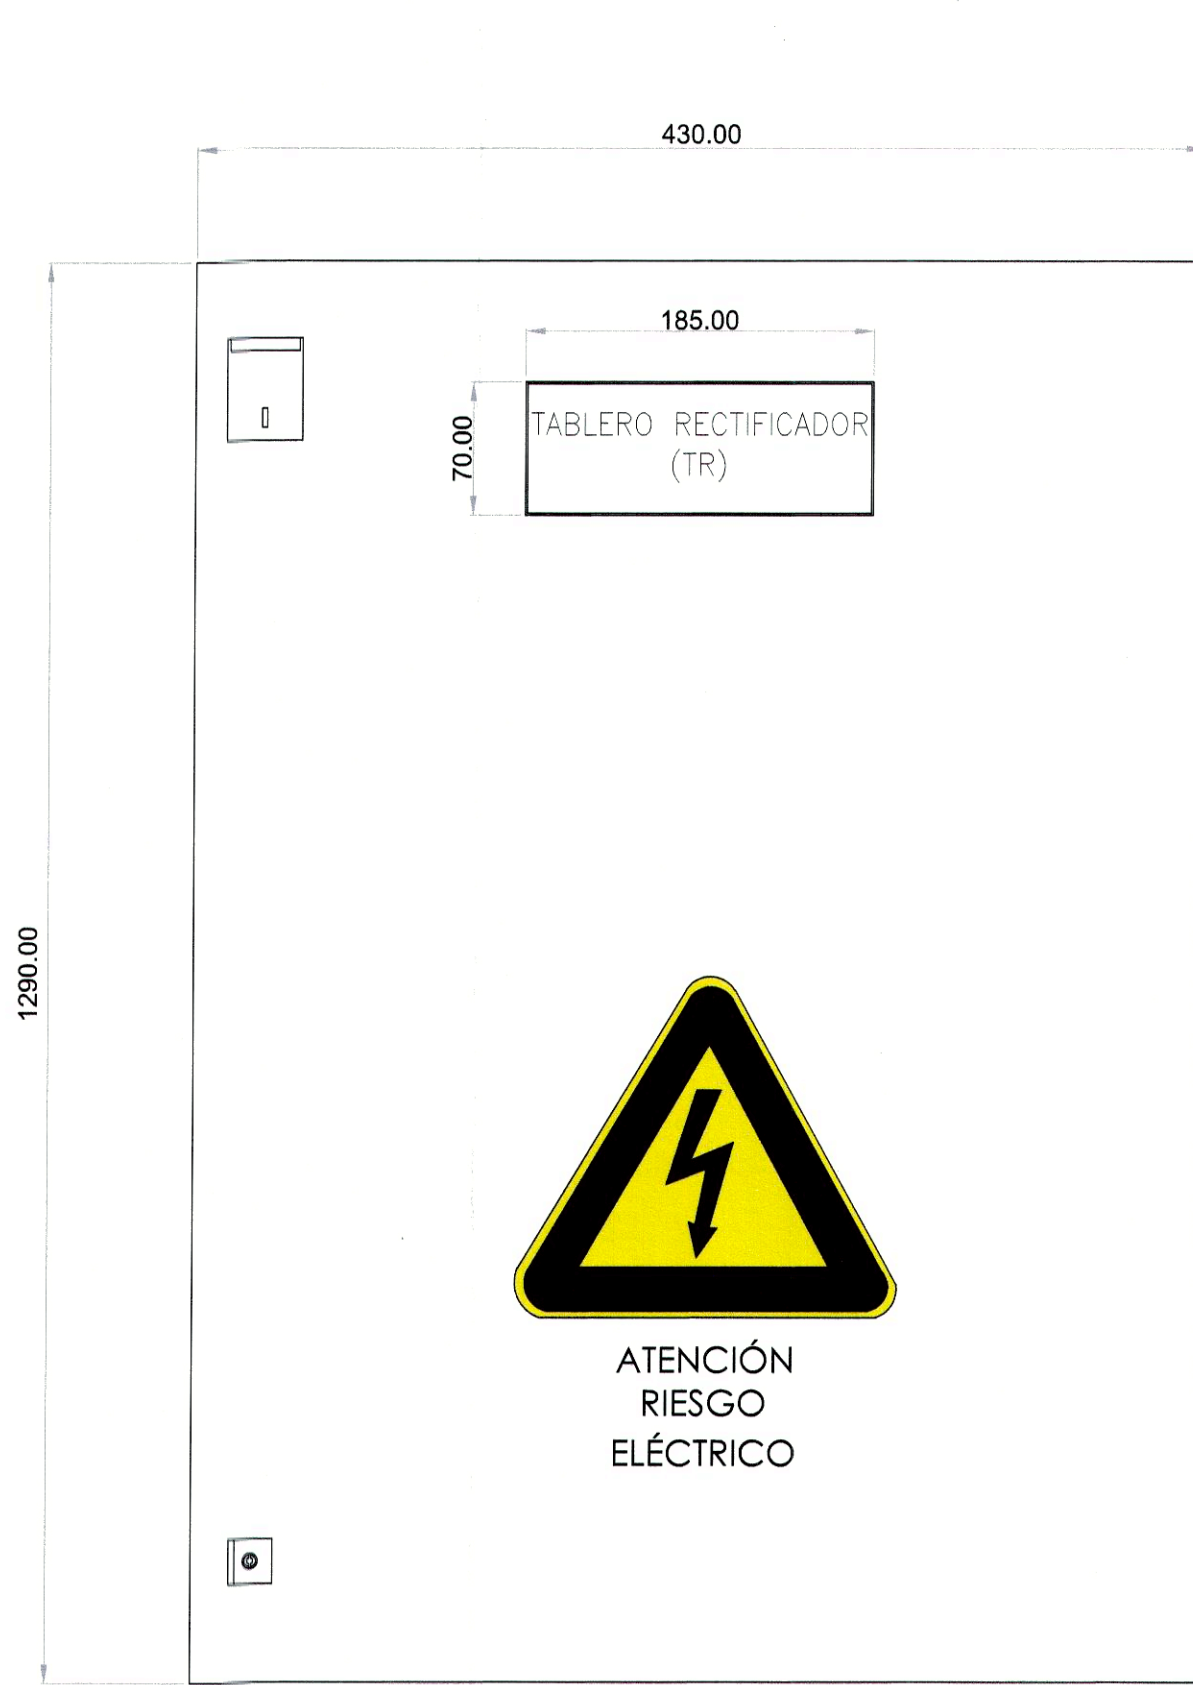 430.00
185.00
70.00
TABLERO RECTIFICADOR
(TR)
1290.00
ATENCIÓN
RIESGO
ELÉCTRICO